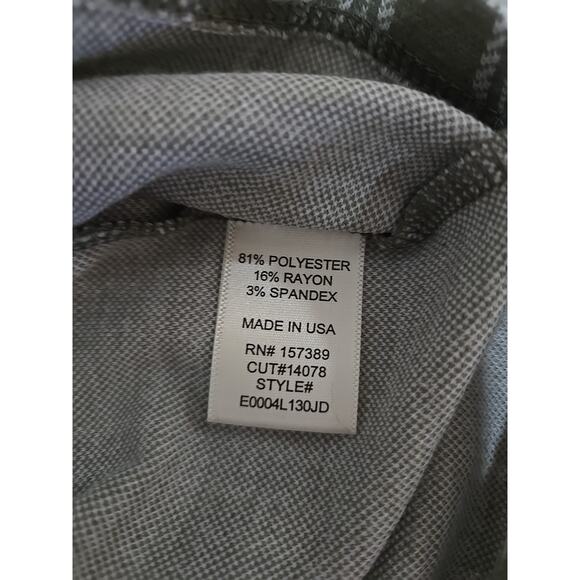 81% POLYESTER
16% RAYON
3% SPANDEX
MADE IN USA
RN# 157389
CUT#14078
STYLE#
E0004L130JD